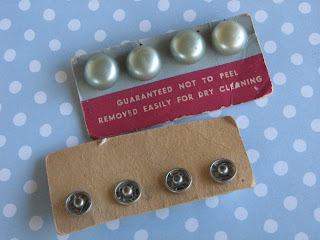 GUARANTEED NOT TO PEEL
REMOVED EASILY FOR DRY CLEANING